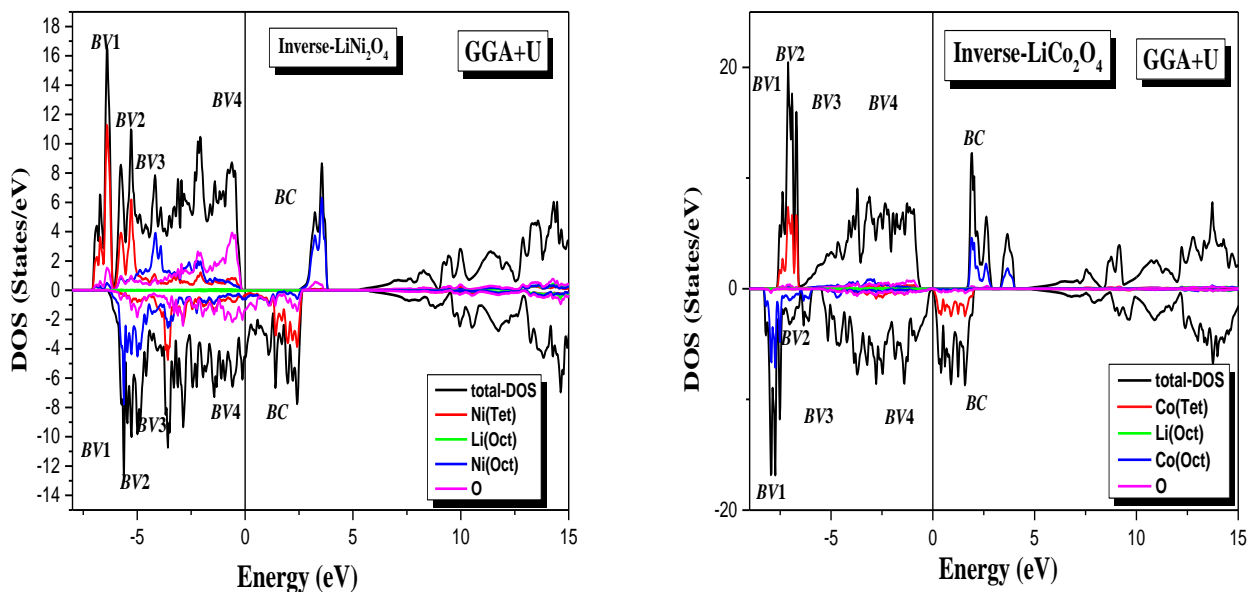 Inverse-LiNi2O4
GGA+U
BV1
BV2
BV3
BV4
BC
BV1
BV2
BV3
BV4
BC
18
16
14
12
10
8
6
4
2
0
-2
-4
-6
-8
-10
-12
-14
-5
0
5
10
15
DOS (States/eV)
Energy (eV)
total-DOS
Ni(Tet)
Li(Oct)
Ni(Oct)
O
Inverse-LiCo2O4
GGA+U
BV1
BV2
BV3
BV4
BC
BV2
BV3
BV4
BC
BV1
20
0
-20
-5
0
5
10
15
DOS (States/eV)
Energy (eV)
total-DOS
Co(Tet)
Li(Oct)
Co(Oct)
O